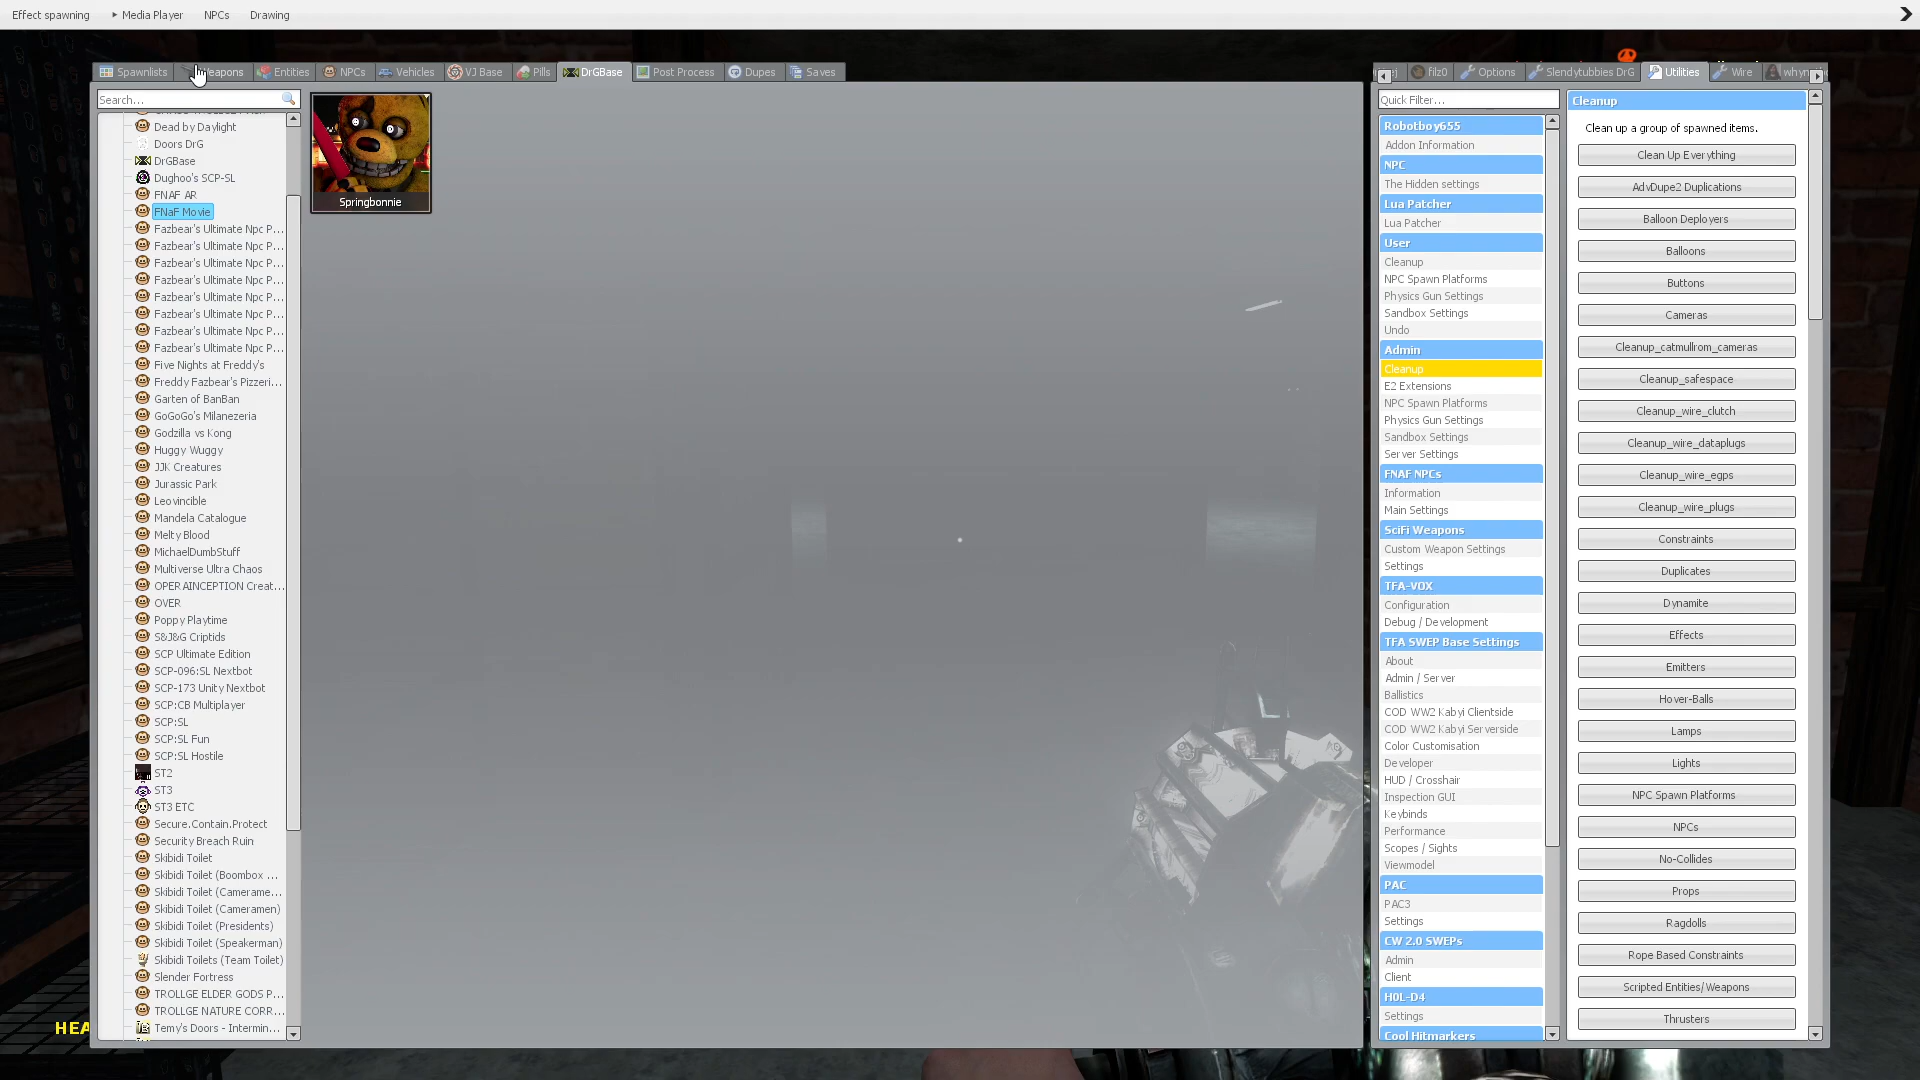 Effect spawning
Media Player
NPCs
Drawing
Spawnlists
Weapons
Entities
NPCs
Vehicles
VJ Base
Pills
DrGBase
Post Process
Dupes
Saves
filz0
Options
Slendytubbies DrG
Utilities
Wire
Search...
Dead by Daylight
Doors DrG
DrGBase
Dughoo's SCP-SL
FNAF AR
FNaF Movie
Fazbear's Ultimate Npc P...
Fazbear's Ultimate Npc P...
Fazbear's Ultimate Npc P...
Fazbear's Ultimate Npc P...
Fazbear's Ultimate Npc P...
Fazbear's Ultimate Npc P...
Fazbear's Ultimate Npc P...
Fazbear's Ultimate Npc P...
Five Nights at Freddy's
Freddy Fazbear's Pizzeri...
Garten of BanBan
GoGoGo's Milanezeria
Godzilla vs Kong
Huggy Wuggy
JJK Creatures
Jurassic Park
Leovincible
Mandela Catalogue
Melty Blood
MichaelDumbStuff
Multiverse Ultra Chaos
OPERAINCEPTION Creat...
OVER
Poppy Playtime
S&J&G Criptids
SCP Ultimate Edition
SCP-096:SL Nextbot
SCP-173 Unity Nextbot
SCP:CB Multiplayer
SCP:SL
SCP:SL Fun
SCP:SL Hostile
ST2
ST3
ST3 ETC
Secure.Contain.Protect
Security Breach Ruin
Skibidi Toilet
Skibidi Toilet (Boombox ...
Skibidi Toilet (Camerame...
Skibidi Toilet (Cameramen)
Skibidi Toilet (Presidents)
Skibidi Toilet (Speakerman)
Skibidi Toilets (Team Toilet)
Slender Fortress
TROLLGE ELDER GODS P...
TROLLGE NATURE CORR...
Temy's Doors - Intermin...
HEA
Springbonnie
Quick Filter...
Robotboy655
Addon Information
NPC
The Hidden settings
Lua Patcher
Lua Patcher
User
Cleanup
NPC Spawn Platforms
Physics Gun Settings
Sandbox Settings
Undo
Admin
Cleanup
E2 Extensions
NPC Spawn Platforms
Physics Gun Settings
Sandbox Settings
Server Settings
FNAF NPCs
Information
Main Settings
SciFi Weapons
Custom Weapon Settings
Settings
TFA-VOX
Configuration
Debug / Development
TFA SWEP Base Settings
About
Admin / Server
Ballistics
COD WW2 Kabyi Clientside
COD WW2 Kabyi Serverside
Color Customisation
Developer
HUD / Crosshair
Inspection GUI
Keybinds
Performance
Scopes / Sights
Viewmodel
PAC
PAC3
Settings
CW 2.0 SWEPs
Admin
Client
H0L-D4
Settings
Cool Hitmarkers
Cleanup
Clean up a group of spawned items.
Clean Up Everything
AdvDupe2 Duplications
Balloon Deployers
Balloons
Buttons
Cameras
Cleanup_catmullrom_cameras
Cleanup_safespace
Cleanup_wire_clutch
Cleanup_wire_dataplugs
Cleanup_wire_egps
Cleanup_wire_plugs
Constraints
Duplicates
Dynamite
Effects
Emitters
Hover-Balls
Lamps
Lights
NPC Spawn Platforms
NPCs
No-Collides
Props
Ragdolls
Rope Based Constraints
Scripted Entities/Weapons
Thrusters